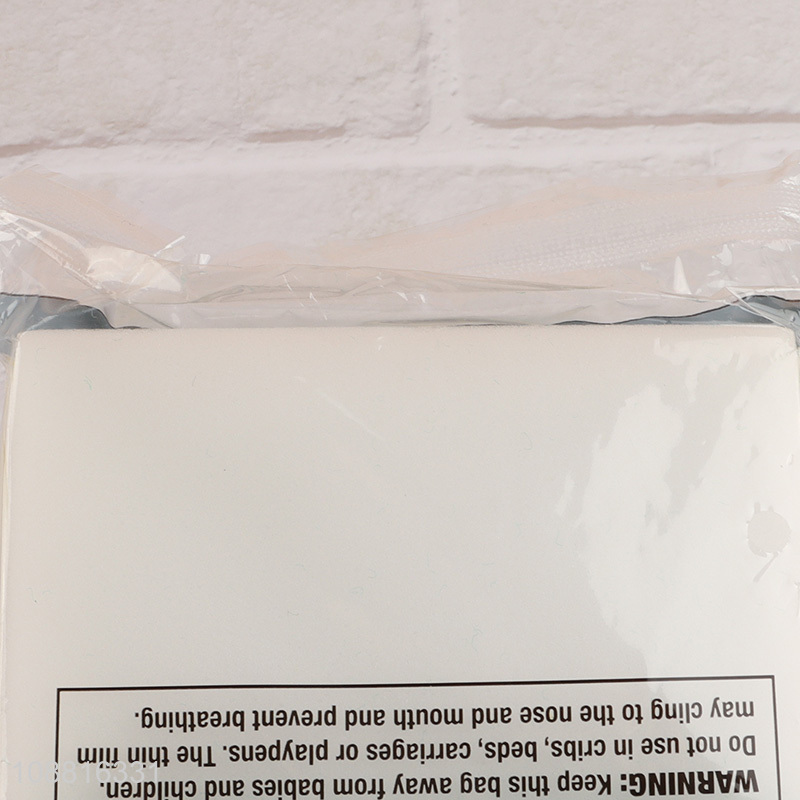 WARNING: Keep this bag away from babies and children.
Do not use in cribs, beds, carriages or playpens. The thin film
may cling to the nose and mouth and prevent breathing.